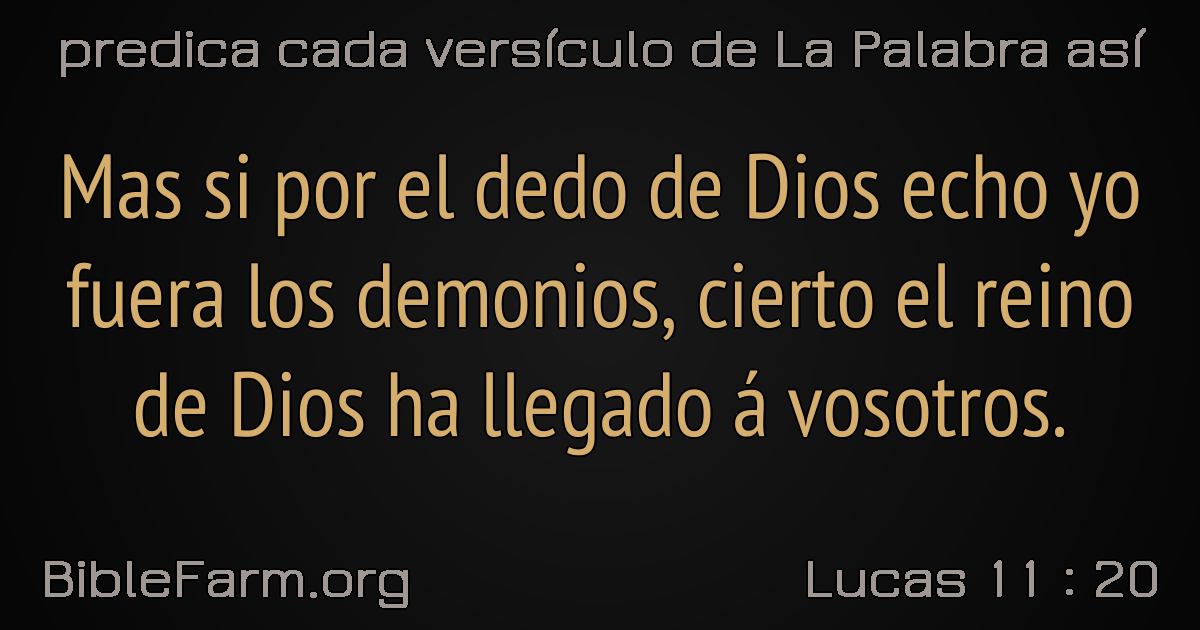 predica cada versículo de La Palabra así
Mas si por el dedo de Dios echo yo
fuera los demonios, cierto el reino
de Dios ha llegado á vosotros.
BibleFarm.org
Lucas 11 : 20